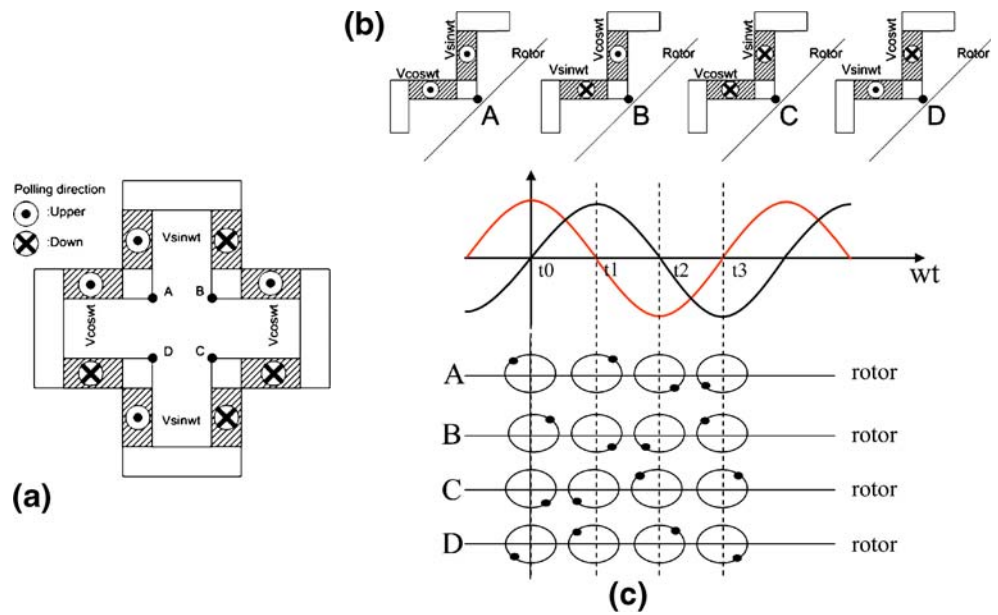 (a)
Polling direction
:Upper
:Down
Vsinwt
Vcoswt
Vcoswt
Vsinwt
A
B
D
C
(b)
Vsinwt
Vcoswt
Rotor
A
Vcoswt
Vsinwt
Rotor
B
Vsinwt
Vcoswt
Rotor
C
Vcoswt
Vsinwt
Rotor
D
t0
t1
t2
t3
wt
A
rotor
B
rotor
C
rotor
D
rotor
(c)